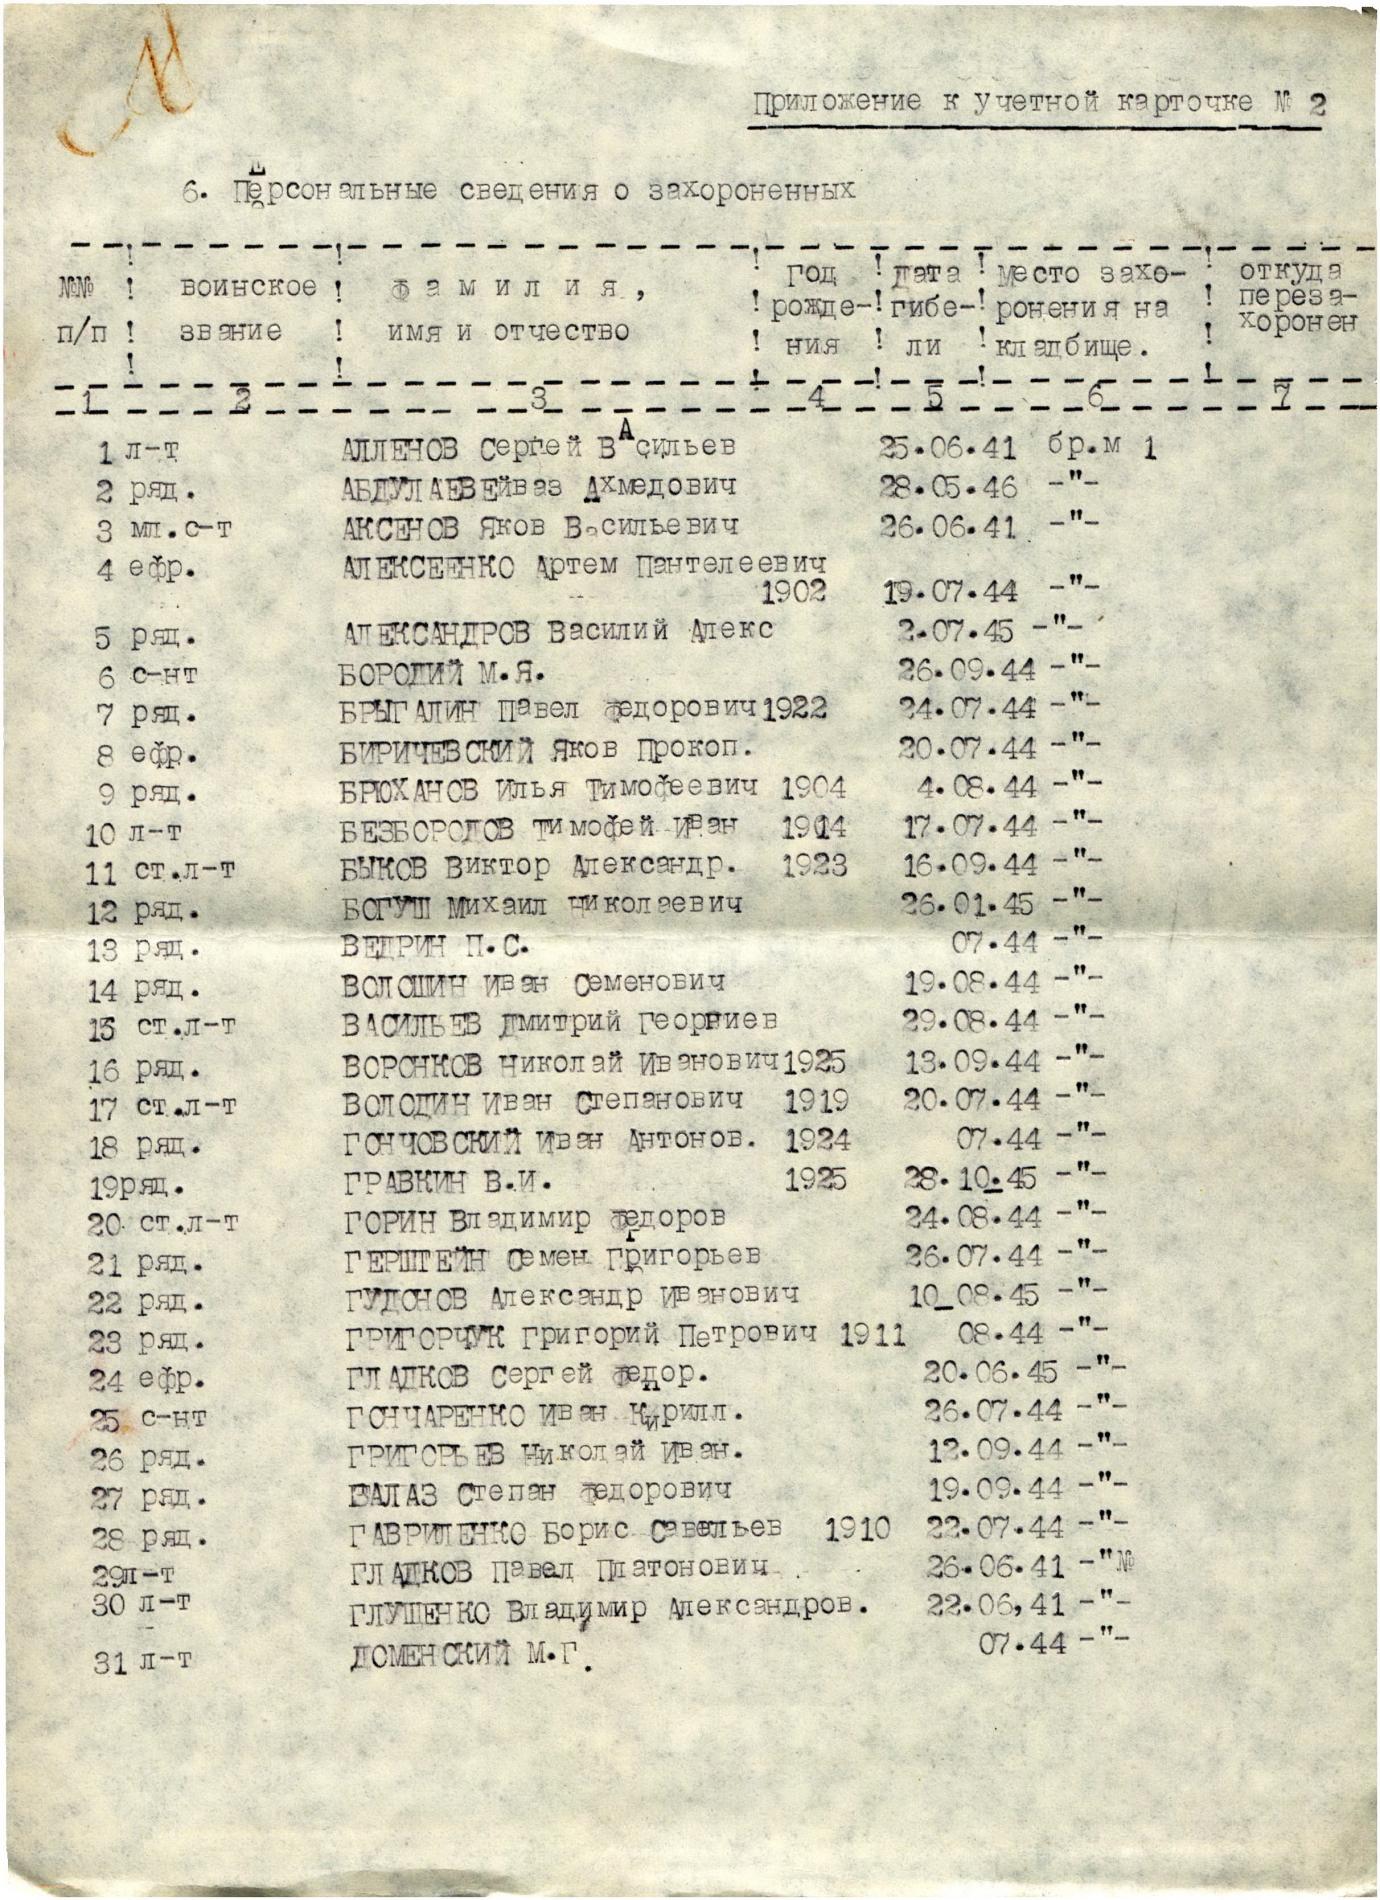 Приложение к учетной карточке № 2
6. Персональные сведения о захороненных
№№ п/п ! воинское звание ! фамилия, имя и отчество ! год рожде-ния ! дата гибе-ли ! место захо-ронения на кладбище. ! откуда переза-хоронен
1 2 3 4 5 6 7
1 л-т АЛЛЕНОВ Сергей Васильев 25.06.41 бр.м 1
2 ряд. АБДУЛАЕВ Ейваз Ахмедович 28.05.46 -"-
3 мл.с-т АКСЕНОВ Яков Васильевич 26.06.41 -"-
4 ефр. АЛЕКСЕЕНКО Артем Пантелеевич
1902 19.07.44 -"-
5 ряд. АЛЕКСАНДРОВ Василий Алекс 2.07.45 -"-
6 с-нт БОРОДИЙ М.Я. 26.09.44 -"-
7 ряд. БРЫГАЛИН Павел Федорович 1922 24.07.44 -"-
8 ефр. БИРИЧЕВСКИЙ Яков Прокоп. 20.07.44 -"-
9 ряд. БРЮХАНОВ Илья Тимофеевич 1904 4.08.44 -"-
10 л-т БЕЗБОРОДОВ Тимофей Иван 1914 17.07.44 -"-
11 ст.л-т БЫКОВ Виктор Александр. 1923 16.09.44 -"-
12 ряд. БОГУШ Михаил Николаевич 26.01.45 -"-
13 ряд. ВЕДРИН П.С. 07.44 -"-
14 ряд. ВОЛОШИН Иван Семенович 19.08.44 -"-
15 ст.л-т ВАСИЛЬЕВ Дмитрий Георгиев 29.08.44 -"-
16 ряд. ВОРОНКОВ Николай Иванович 1925 13.09.44 -"-
17 ст.л-т ВОЛОДИН Иван Степанович 1919 20.07.44 -"-
18 ряд. ГОНЧОВСКИЙ Иван Антонов. 1924 07.44 -"-
19ряд. ГРАВКИН В.И. 1925 28.10.45 -"-
20 ст.л-т ГОРИН Владимир Федоров 24.08.44 -"-
21 ряд. ГЕРШТЕЙН Семен Григорьев 26.07.44 -"-
22 ряд. ГУДОНОВ Александр Иванович 10_08.45 -"-
23 ряд. ГРИГОРЧУК Григорий Петрович 1911 08.44 -"-
24 ефр. ГЛАДКОВ Сергей Федор. 20.06.45 -"-
25 с-нт ГОНЧАРЕНКО Иван Кирилл. 26.07.44 -"-
26 ряд. ГРИГОРЬЕВ Николай Иван. 12.09.44 -"-
27 ряд. Степан Федорович 19.09.44 -"-
28 ряд. ГАВРИЛЕНКО Борис Савельев 1910 22.07.44 -"-
29л-т ГЛАДКОВ Павел Платонович 26.06.41 -"№
30 л-т ГЛУШЕНКО Владимир Александров. 22.06,41 -"-
31 л-т ДОМЕНСКИЙ М.Г. 07.44 -"-